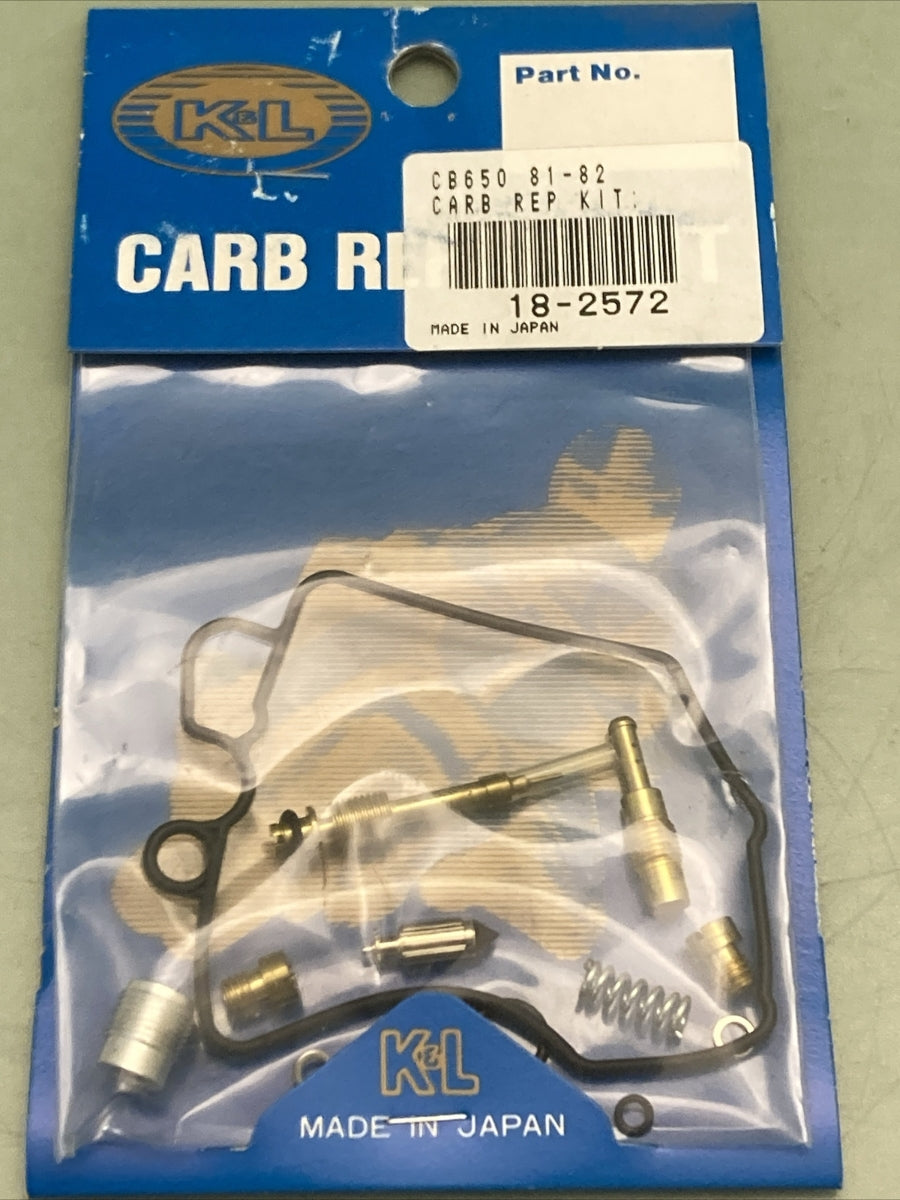 K&L
Part No.
CB650 81-82
CARB REP KIT:
CARB RE T
18-2572
MADE IN JAPAN
K&L
MADE IN JAPAN